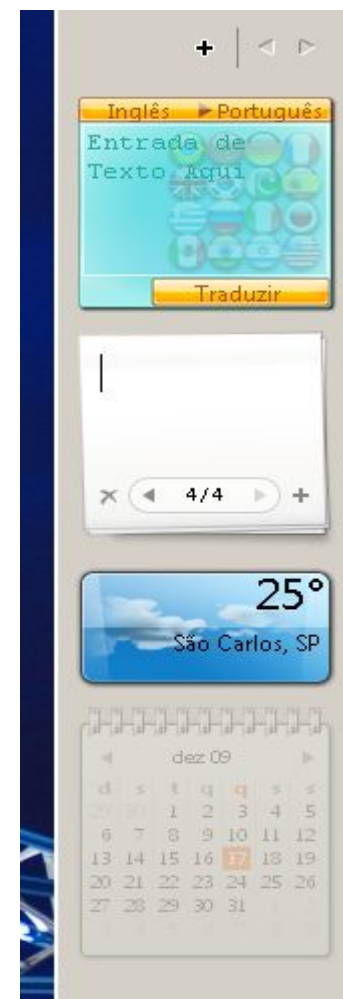 Inglês ► Português
Entrada de
Texto Aqui
Traduzir
4/4
25°
São Carlos, SP
dez 09
d s t q q s s
29 30 1 2 3 4 5
6 7 8 9 10 11 12
13 14 15 16 17 18 19
20 21 22 23 24 25 26
27 28 29 30 31